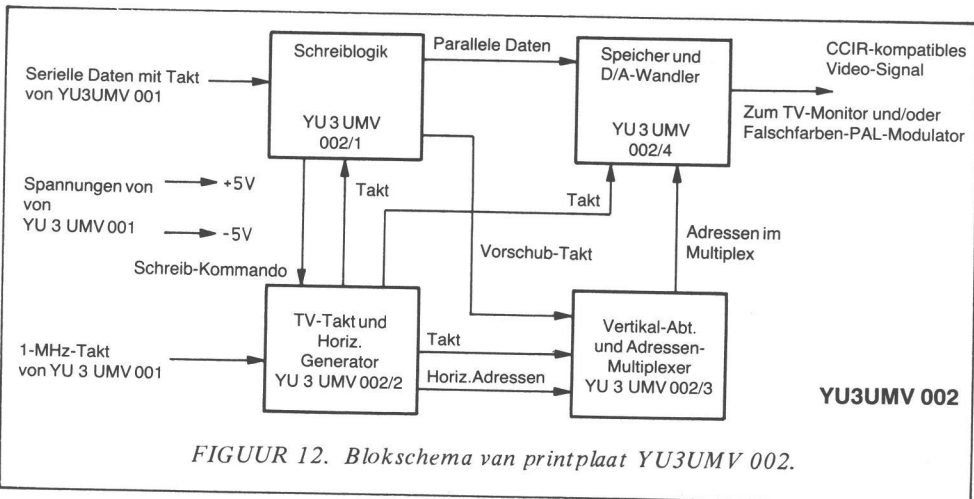 Schreiblogik
YU 3 UMV
002/1
Parallele Daten
Speicher und
D/A-Wandler
YU 3 UMV
002/4
CCIR-kompatibles
Video-Signal
Serielle Daten mit Takt
von YU3UMV 001
Zum TV-Monitor und/oder
Falschfarben-PAL-Modulator
Spannungen von
von
YU 3 UMV 001
+5V
-5V
Takt
Takt
Vorschub-Takt
Adressen im
Multiplex
Schreib-Kommando
TV-Takt und
Horiz.
Generator
YU 3 UMV 002/2
Vertikal-Abt.
und Adressen-
Multiplexer
YU 3 UMV 002/3
1-MHz-Takt
von YU 3 UMV 001
Takt
Horiz.Adressen
YU3UMV 002
FIGUUR 12. Blokschema van printplaat YU3UMV 002.